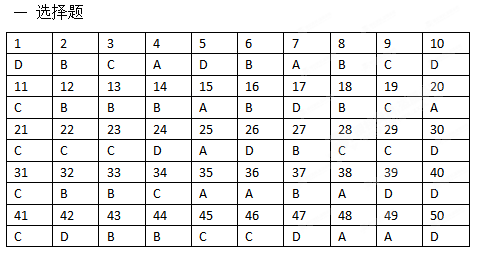 一 选择题
1 2 3 4 5 6 7 8 9 10
D B C A D B A B C D
11 12 13 14 15 16 17 18 19 20
C B B B A B D B C A
21 22 23 24 25 26 27 28 29 30
C C C D A D B C C D
31 32 33 34 35 36 37 38 39 40
C B B C A A B A D D
41 42 43 44 45 46 47 48 49 50
C D B B C C D A A D